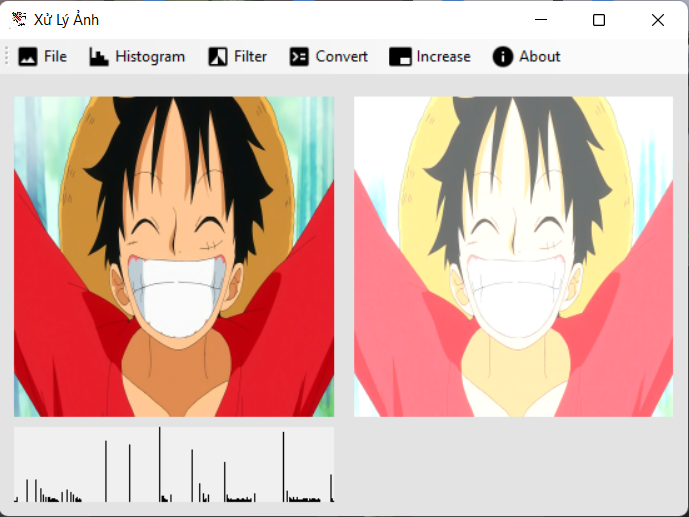 Xử Lý Ảnh
File Histogram Filter Convert Increase About